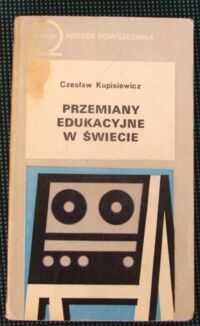 WIEDZA POWSZECHNA
Czesław Kupisiewicz
PRZEMIANY
EDUKACYJNE
W ŚWIECIE